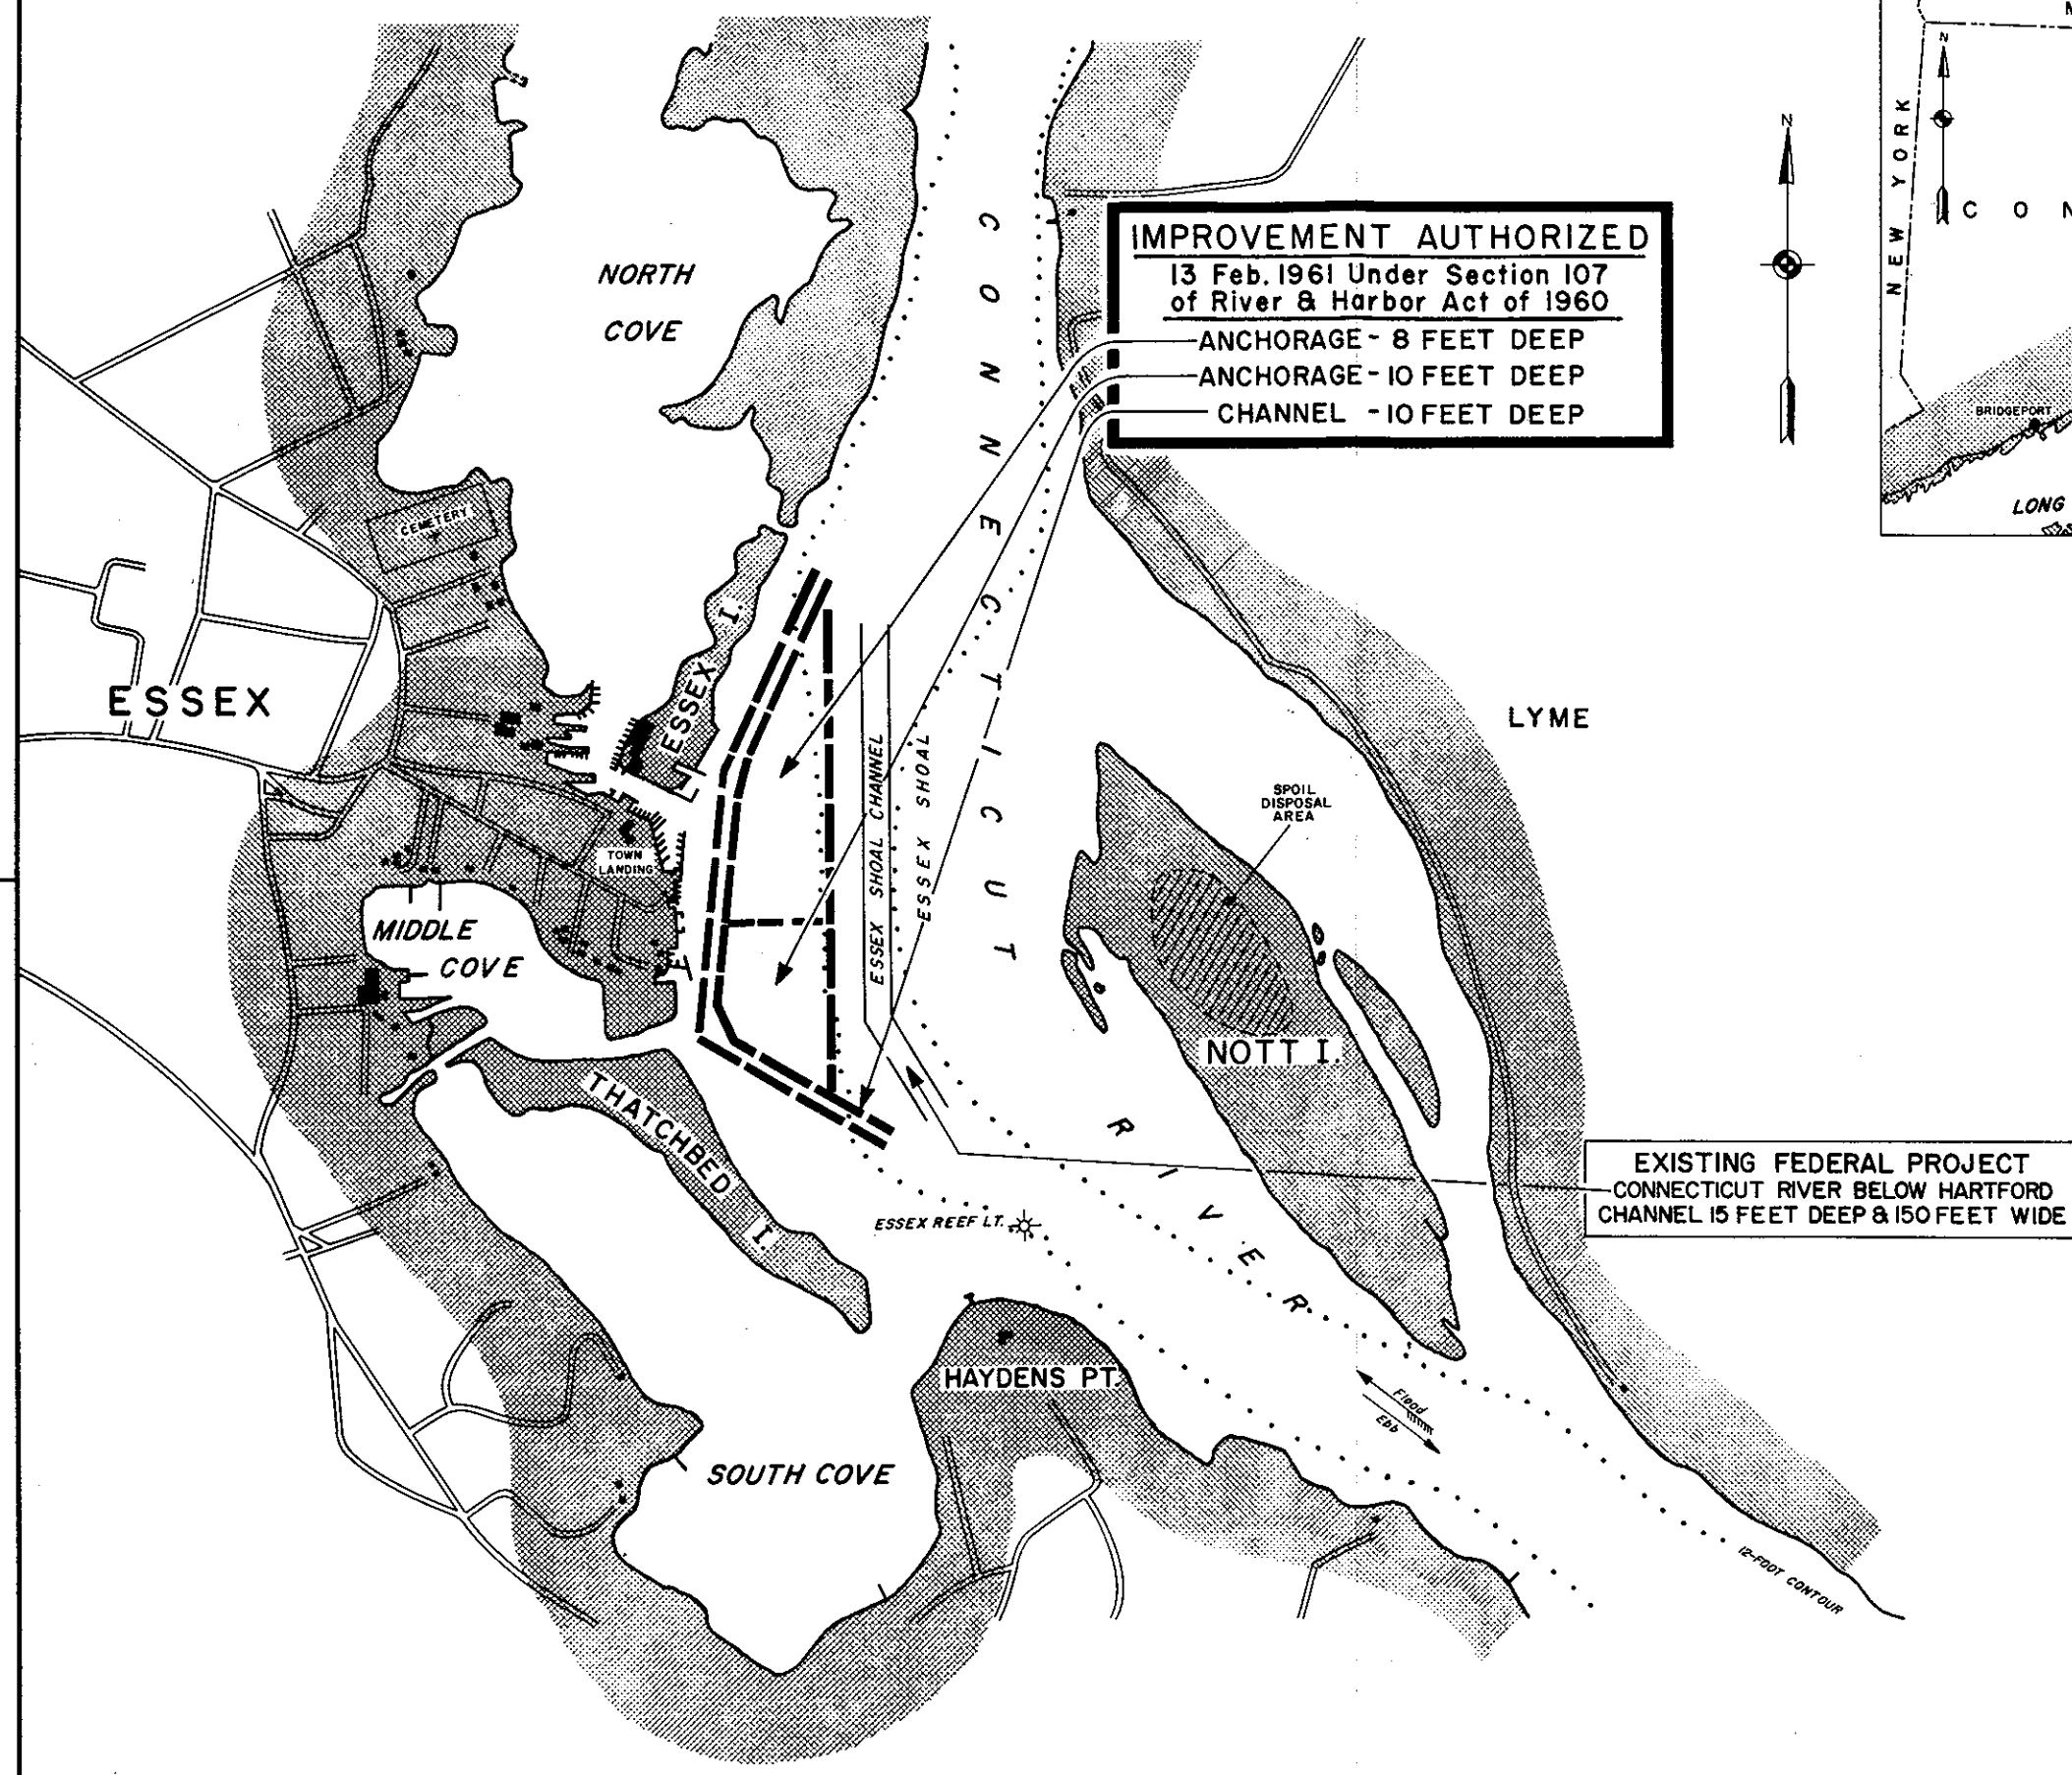 N
M
N
NEW YORK
C O N
BRIDGEPORT
LONG
IMPROVEMENT AUTHORIZED
13 Feb. 1961 Under Section 107
of River & Harbor Act of 1960
ANCHORAGE - 8 FEET DEEP
ANCHORAGE - 10 FEET DEEP
CHANNEL - 10 FEET DEEP
NORTH
COVE
CONNECTICUT
RIVER
CEMETERY
ESSEX I.
ESSEX
LYME
ESSEX SHOAL CHANNEL
ESSEX SHOAL
SPOIL
DISPOSAL
AREA
TOWN
LANDING
MIDDLE
COVE
NOTT I.
THATCHBED I.
EXISTING FEDERAL PROJECT
CONNECTICUT RIVER BELOW HARTFORD
CHANNEL 15 FEET DEEP & 150 FEET WIDE
ESSEX REEF LT.
HAYDENS PT.
Flood
Ebb
SOUTH COVE
12-FOOT CONTOUR